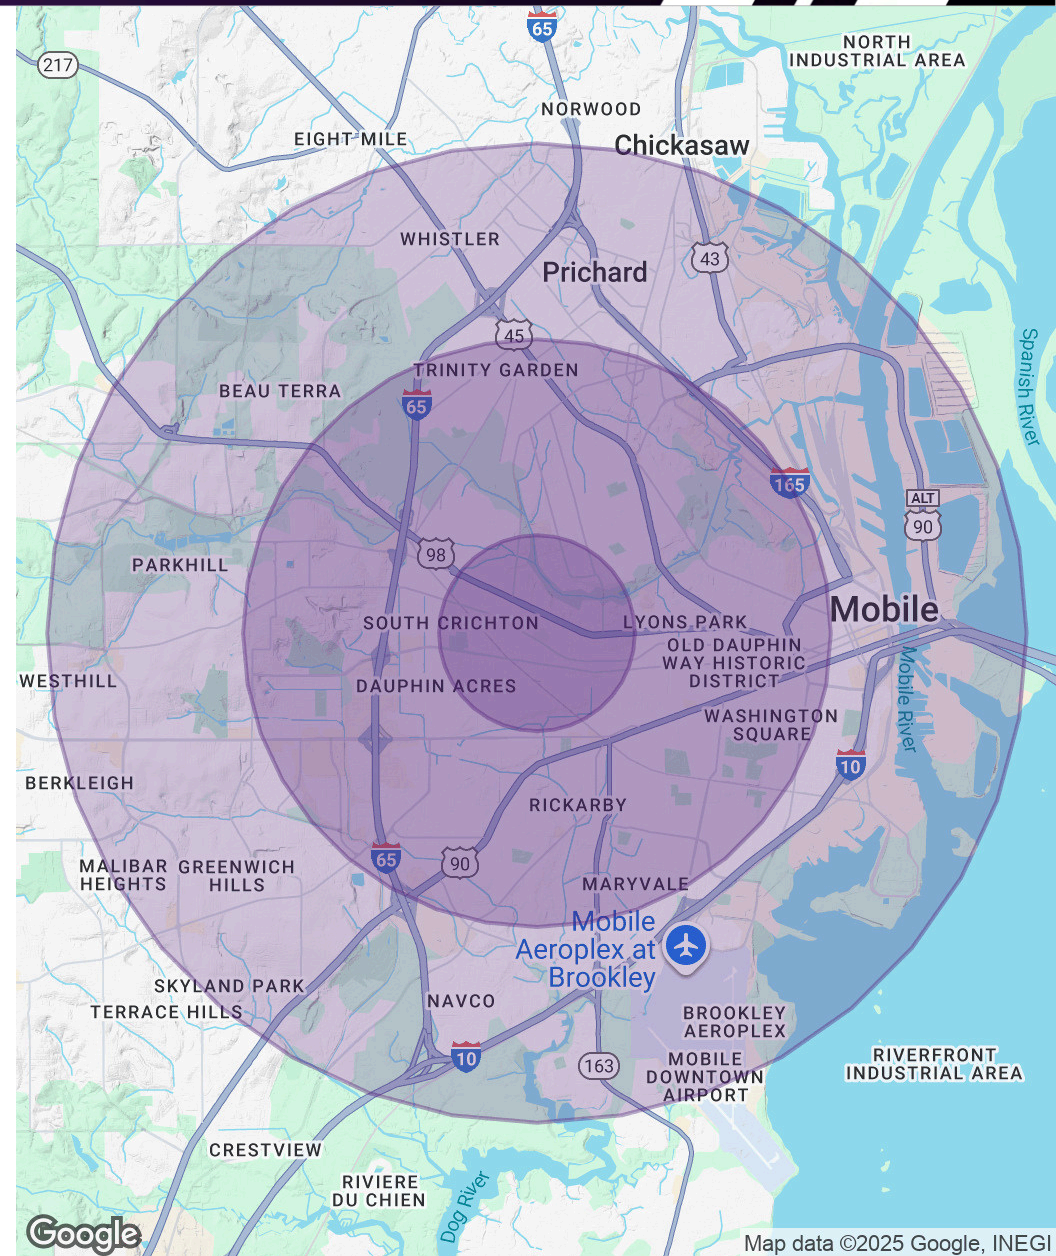 65
217
NORTH
INDUSTRIAL AREA
NORWOOD
EIGHT MILE
Chickasaw
WHISTLER
43
Prichard
45
TRINITY GARDEN
BEAU TERRA
65
Spanish River
165
ALT
90
98
PARKHILL
Mobile
SOUTH CRICHTON
LYONS PARK
OLD DAUPHIN
WAY HISTORIC
DISTRICT
WESTHILL
DAUPHIN ACRES
Mobile River
WASHINGTON
SQUARE
10
BERKLEIGH
RICKARBY
65
90
MALIBAR
HEIGHTS
GREENWICH
HILLS
MARYVALE
Mobile
Aeroplex at
Brookley
SKYLAND PARK
TERRACE HILLS
NAVCO
BROOKLEY
AEROPLEX
10
163
MOBILE
DOWNTOWN
AIRPORT
RIVERFRONT
INDUSTRIAL AREA
CRESTVIEW
RIVIERE
DU CHIEN
Dog River
Google
Map data ©2025 Google, INEGI